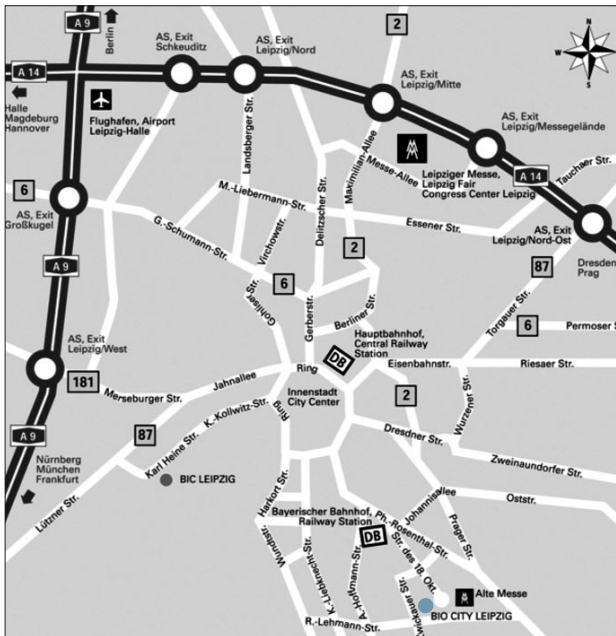 A 9
Berlin
AS, Exit
Schkeuditz
AS, Exit
Leipzig/Nord
2
N
W
E
S
A 14
Halle
Magdeburg
Hannover
Flughafen, Airport
Leipzig-Halle
AS, Exit
Leipzig/Mitte
AS, Exit
Leipzig/Messegelände
Landsberger Str.
Delitzscher Str.
Maximilian-Allee
Messe-Allee
Leipziger Messe,
Leipzig Fair
Congress Center Leipzig
A 14
Tauchaer Str.
6
M.-Liebermann-Str.
AS, Exit
Großkugel
G.-Schumann-Str.
Virchowstr.
Essener Str.
AS, Exit
Leipzig/Nord-Ost
2
Dresden
Prag
A 9
87
6
Gohliser Str.
Gerberstr.
Berliner Str.
Torgauer Str.
6
Permoser Str.
AS, Exit
Leipzig/West
Hauptbahnhof,
Central Railway
Station
DB
Eisenbahnstr.
Riesaer Str.
181
Merseburger Str.
Jahnallee
Ring
Innenstadt
City Center
2
Wurzener Str.
K.-Kollwitz-Str.
Ring
A 9
87
Karl Heine Str.
Dresdner Str.
Zweinaundorfer Str.
Nürnberg
München
Frankfurt
BIC LEIPZIG
Lützner Str.
Harkort Str.
Johannisallee
Oststr.
Bayerischer Bahnhof,
Railway Station
DB
Ph.-Rosenthal-Str.
Prager Str.
Wundtstr.
K.-Liebknecht-Str.
A.-Hoffmann-Str.
Str. des 18. Okt.
Zwickauer Str.
Alte Messe
BIO CITY LEIPZIG
R.-Lehmann-Str.